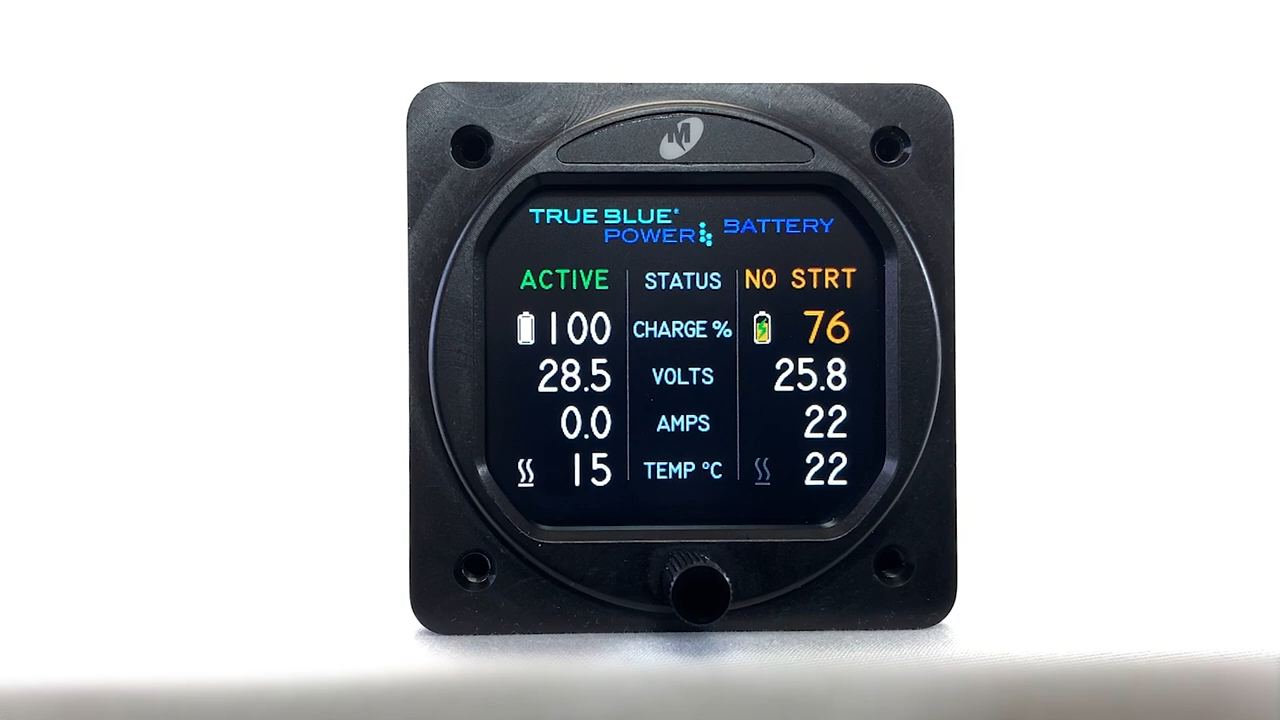 M
TRUE BLUE®
POWER BATTERY
ACTIVE STATUS NO STRT
100 CHARGE % 76
28.5 VOLTS 25.8
0.0 AMPS 22
15 TEMP °C 22